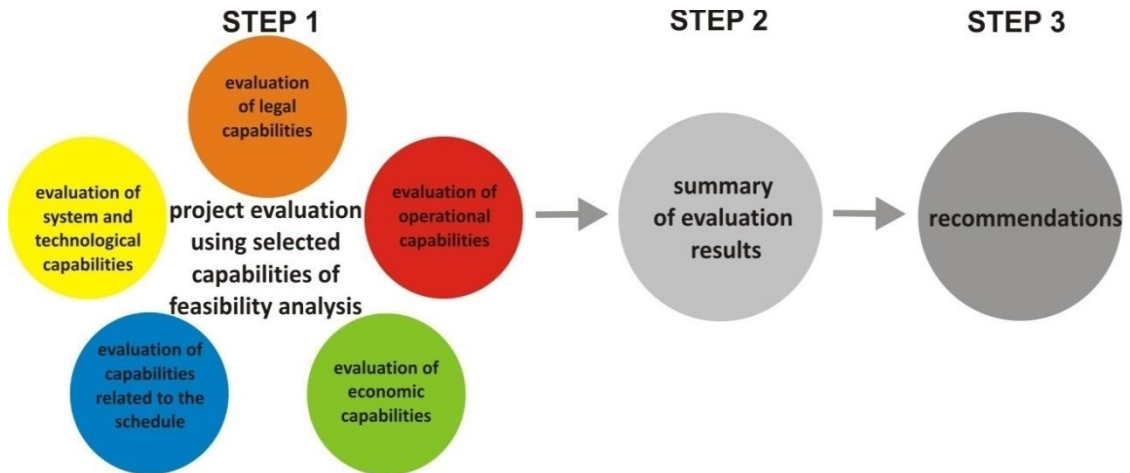 STEP 1
evaluation
of legal
capabilities
evaluation of
system and
technological
capabilities
project evaluation
using selected
capabilities of
feasibility analysis
evaluation of
operational
capabilities
evaluation of
capabilities
related to the
schedule
evaluation of
economic
capabilities
STEP 2
summary
of evaluation
results
STEP 3
recommendations